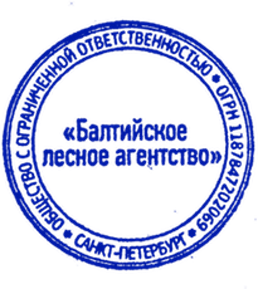 ОБЩЕСТВО С ОГРАНИЧЕННОЙ ОТВЕТСТВЕННОСТЬЮ * ОГРН 1187847202069
* САНКТ-ПЕТЕРБУРГ *
«Балтийское
лесное агентство»